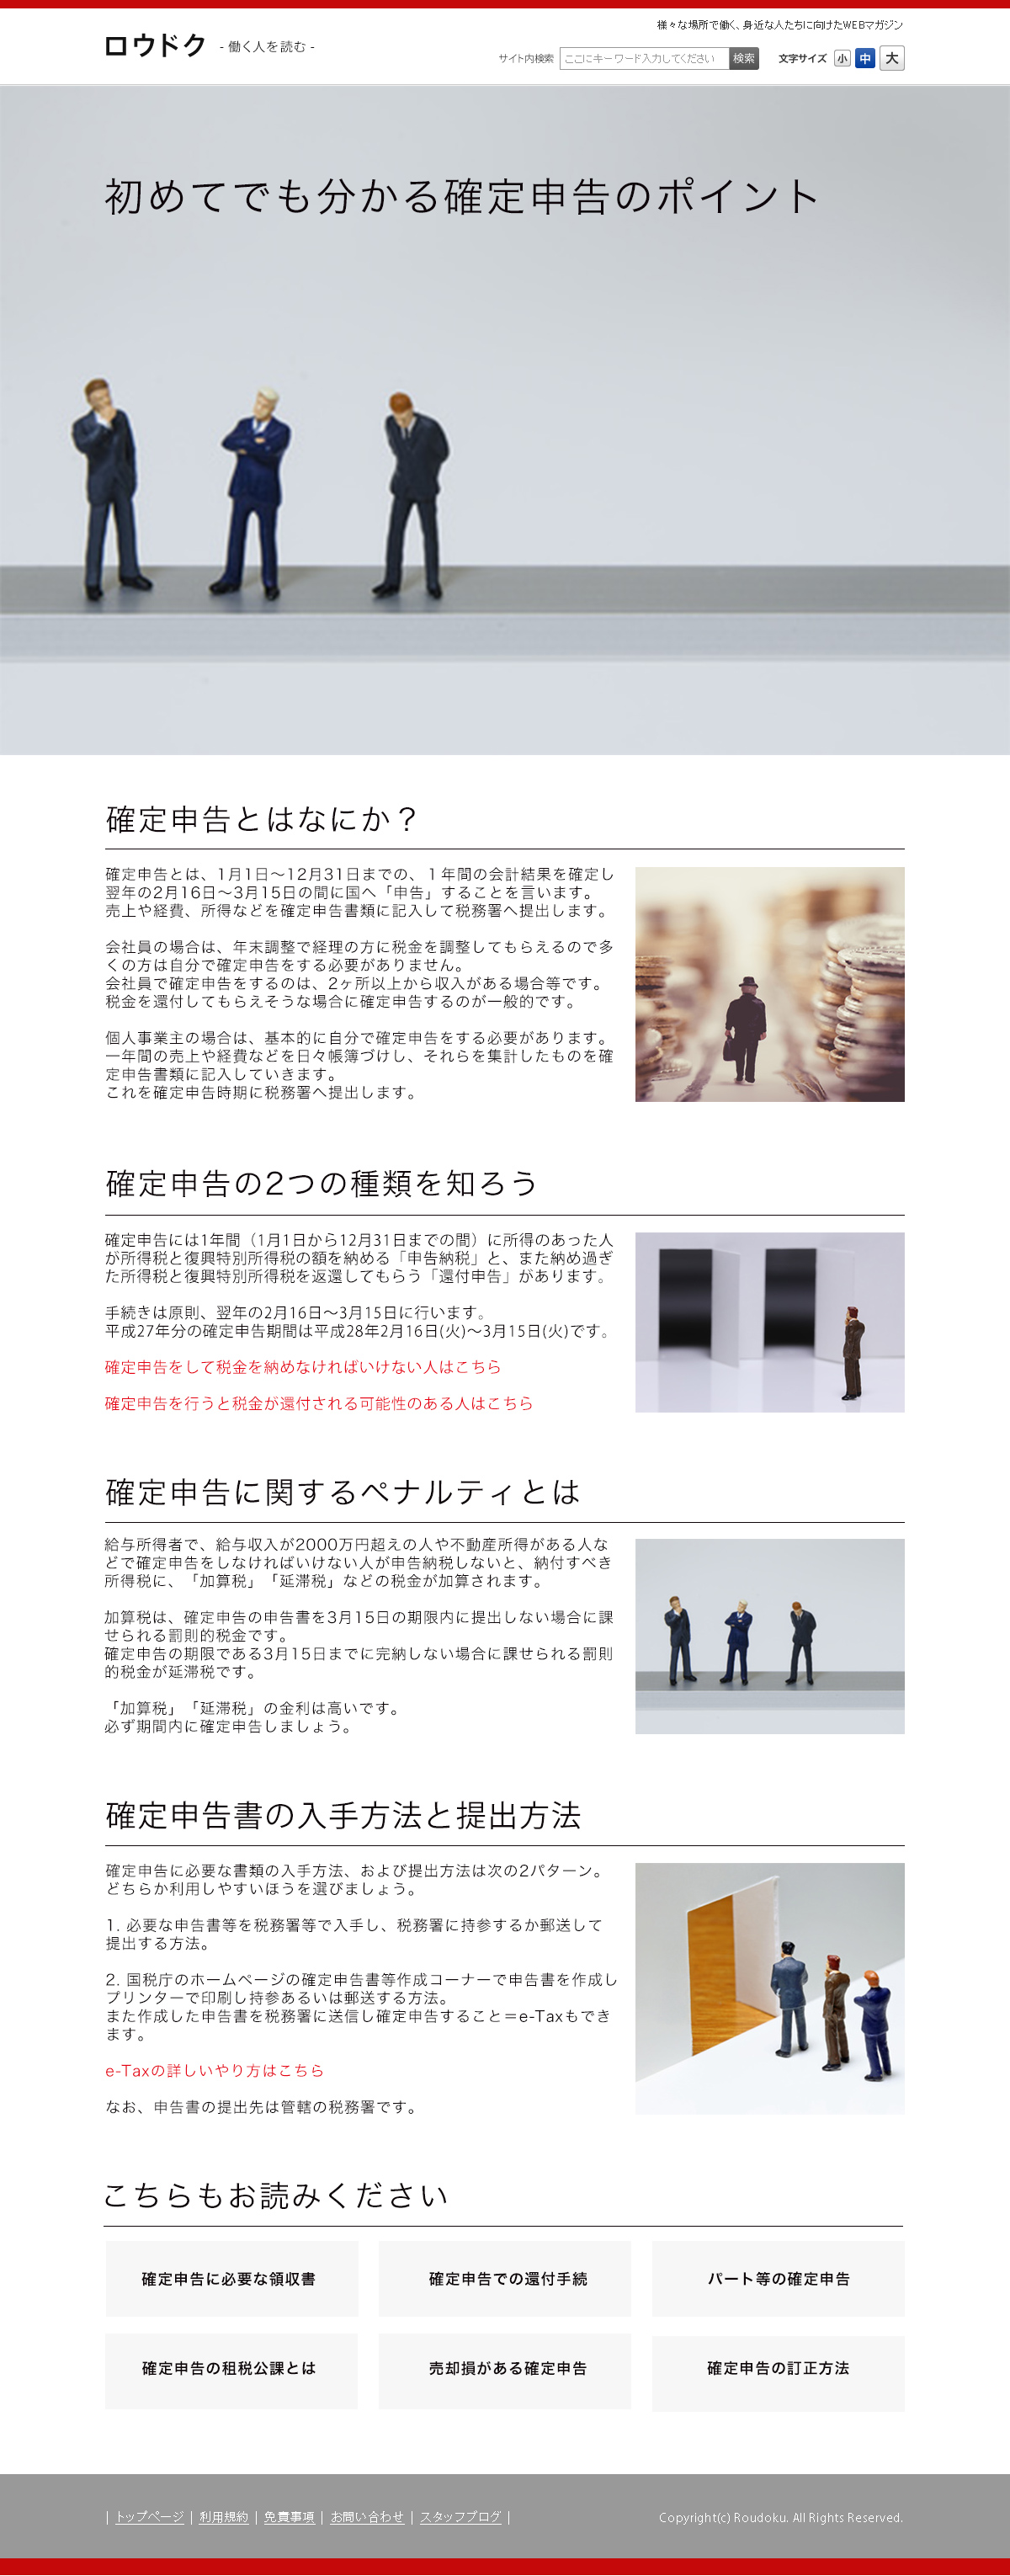 様々な場所で働く、身近な人たちに向けたWEBマガジン
ロウドク - 働く人を読む -
サイト内検索 ここにキーワード入力してください 検索 文字サイズ 小 中 大
初めてでも分かる確定申告のポイント
確定申告とはなにか？
確定申告とは、1月1日～12月31日までの、１年間の会計結果を確定し
翌年の2月16日～3月15日の間に国へ「申告」することを言います。
売上や経費、所得などを確定申告書類に記入して税務署へ提出します。
会社員の場合は、年末調整で経理の方に税金を調整してもらえるので多
くの方は自分で確定申告をする必要がありません。
会社員で確定申告をするのは、2ヶ所以上から収入がある場合等です。
税金を還付してもらえそうな場合に確定申告するのが一般的です。
個人事業主の場合は、基本的に自分で確定申告をする必要があります。
一年間の売上や経費などを日々帳簿づけし、それらを集計したものを確
定申告書類に記入していきます。
これを確定申告時期に税務署へ提出します。
確定申告の2つの種類を知ろう
確定申告には1年間（1月1日から12月31日までの間）に所得のあった人
が所得税と復興特別所得税の額を納める「申告納税」と、また納め過ぎ
た所得税と復興特別所得税を返還してもらう「還付申告」があります。
手続きは原則、翌年の2月16日～3月15日に行います。
平成27年分の確定申告期間は平成28年2月16日(火)～3月15日(火)です。
確定申告をして税金を納めなければいけない人はこちら
確定申告を行うと税金が還付される可能性のある人はこちら
確定申告に関するペナルティとは
給与所得者で、給与収入が2000万円超えの人や不動産所得がある人な
どで確定申告をしなければいけない人が申告納税しないと、納付すべき
所得税に、「加算税」「延滞税」などの税金が加算されます。
加算税は、確定申告の申告書を3月15日の期限内に提出しない場合に課
せられる罰則的税金です。
確定申告の期限である3月15日までに完納しない場合に課せられる罰則
的税金が延滞税です。
「加算税」「延滞税」の金利は高いです。
必ず期間内に確定申告しましょう。
確定申告書の入手方法と提出方法
確定申告に必要な書類の入手方法、および提出方法は次の2パターン。
どちらか利用しやすいほうを選びましょう。
1. 必要な申告書等を税務署等で入手し、税務署に持参するか郵送して
提出する方法。
2. 国税庁のホームページの確定申告書等作成コーナーで申告書を作成し
プリンターで印刷し持参あるいは郵送する方法。
また作成した申告書を税務署に送信し確定申告すること＝e-Taxもでき
ます。
e-Taxの詳しいやり方はこちら
なお、申告書の提出先は管轄の税務署です。
こちらもお読みください
確定申告に必要な領収書 確定申告での還付手続 パート等の確定申告
確定申告の租税公課とは 売却損がある確定申告 確定申告の訂正方法
| トップページ | 利用規約 | 免責事項 | お問い合わせ | スタッフブログ |
Copyright(c) Roudoku. All Rights Reserved.